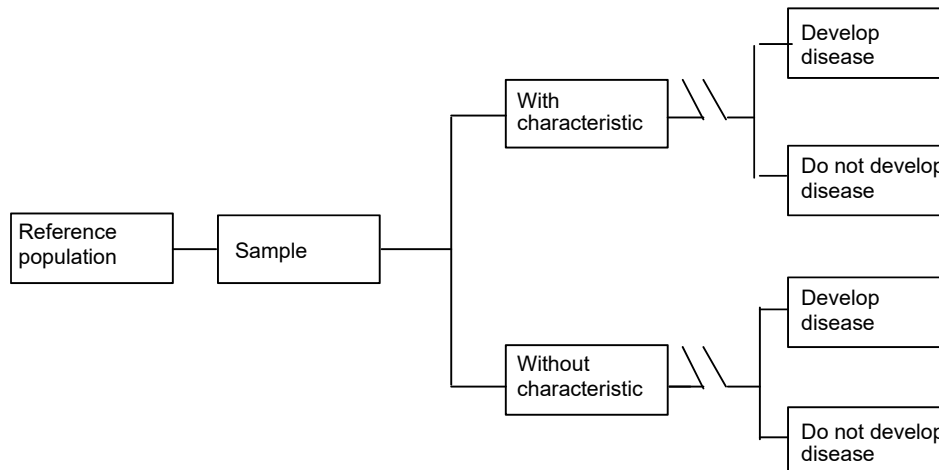 Develop
disease
With
characteristic
Do not develop
disease
Reference
population
Sample
Develop
disease
Without
characteristic
Do not develop
disease